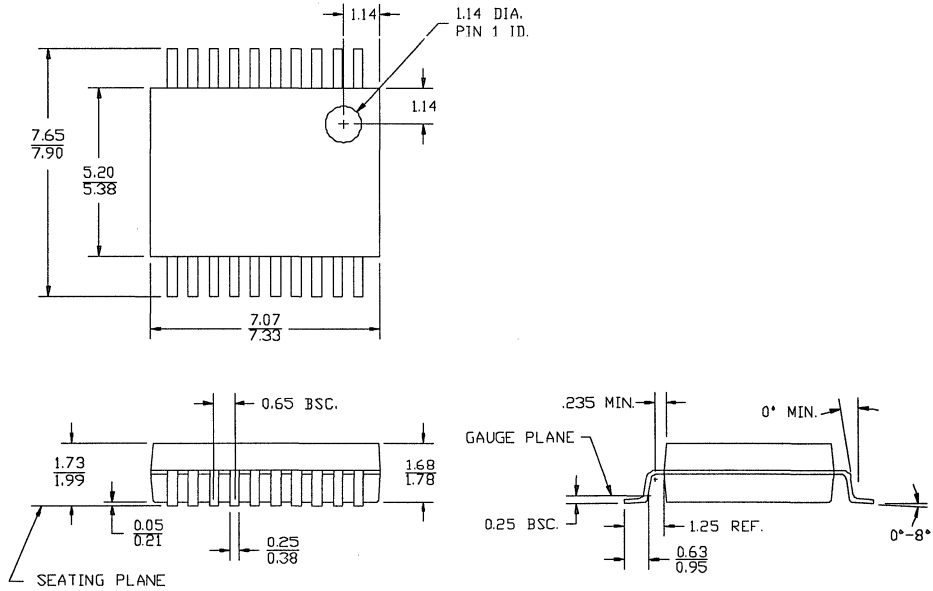 1.14
1.14 DIA.
PIN 1 ID.
1.14
7.65
7.90
5.20
5.38
7.07
7.33
0.65 BSC.
1.73
1.99
1.68
1.78
0.05
0.21
0.25
0.38
SEATING PLANE
.235 MIN.
0° MIN.
GAUGE PLANE
0.25 BSC.
1.25 REF.
0.63
0.95
0°-8°